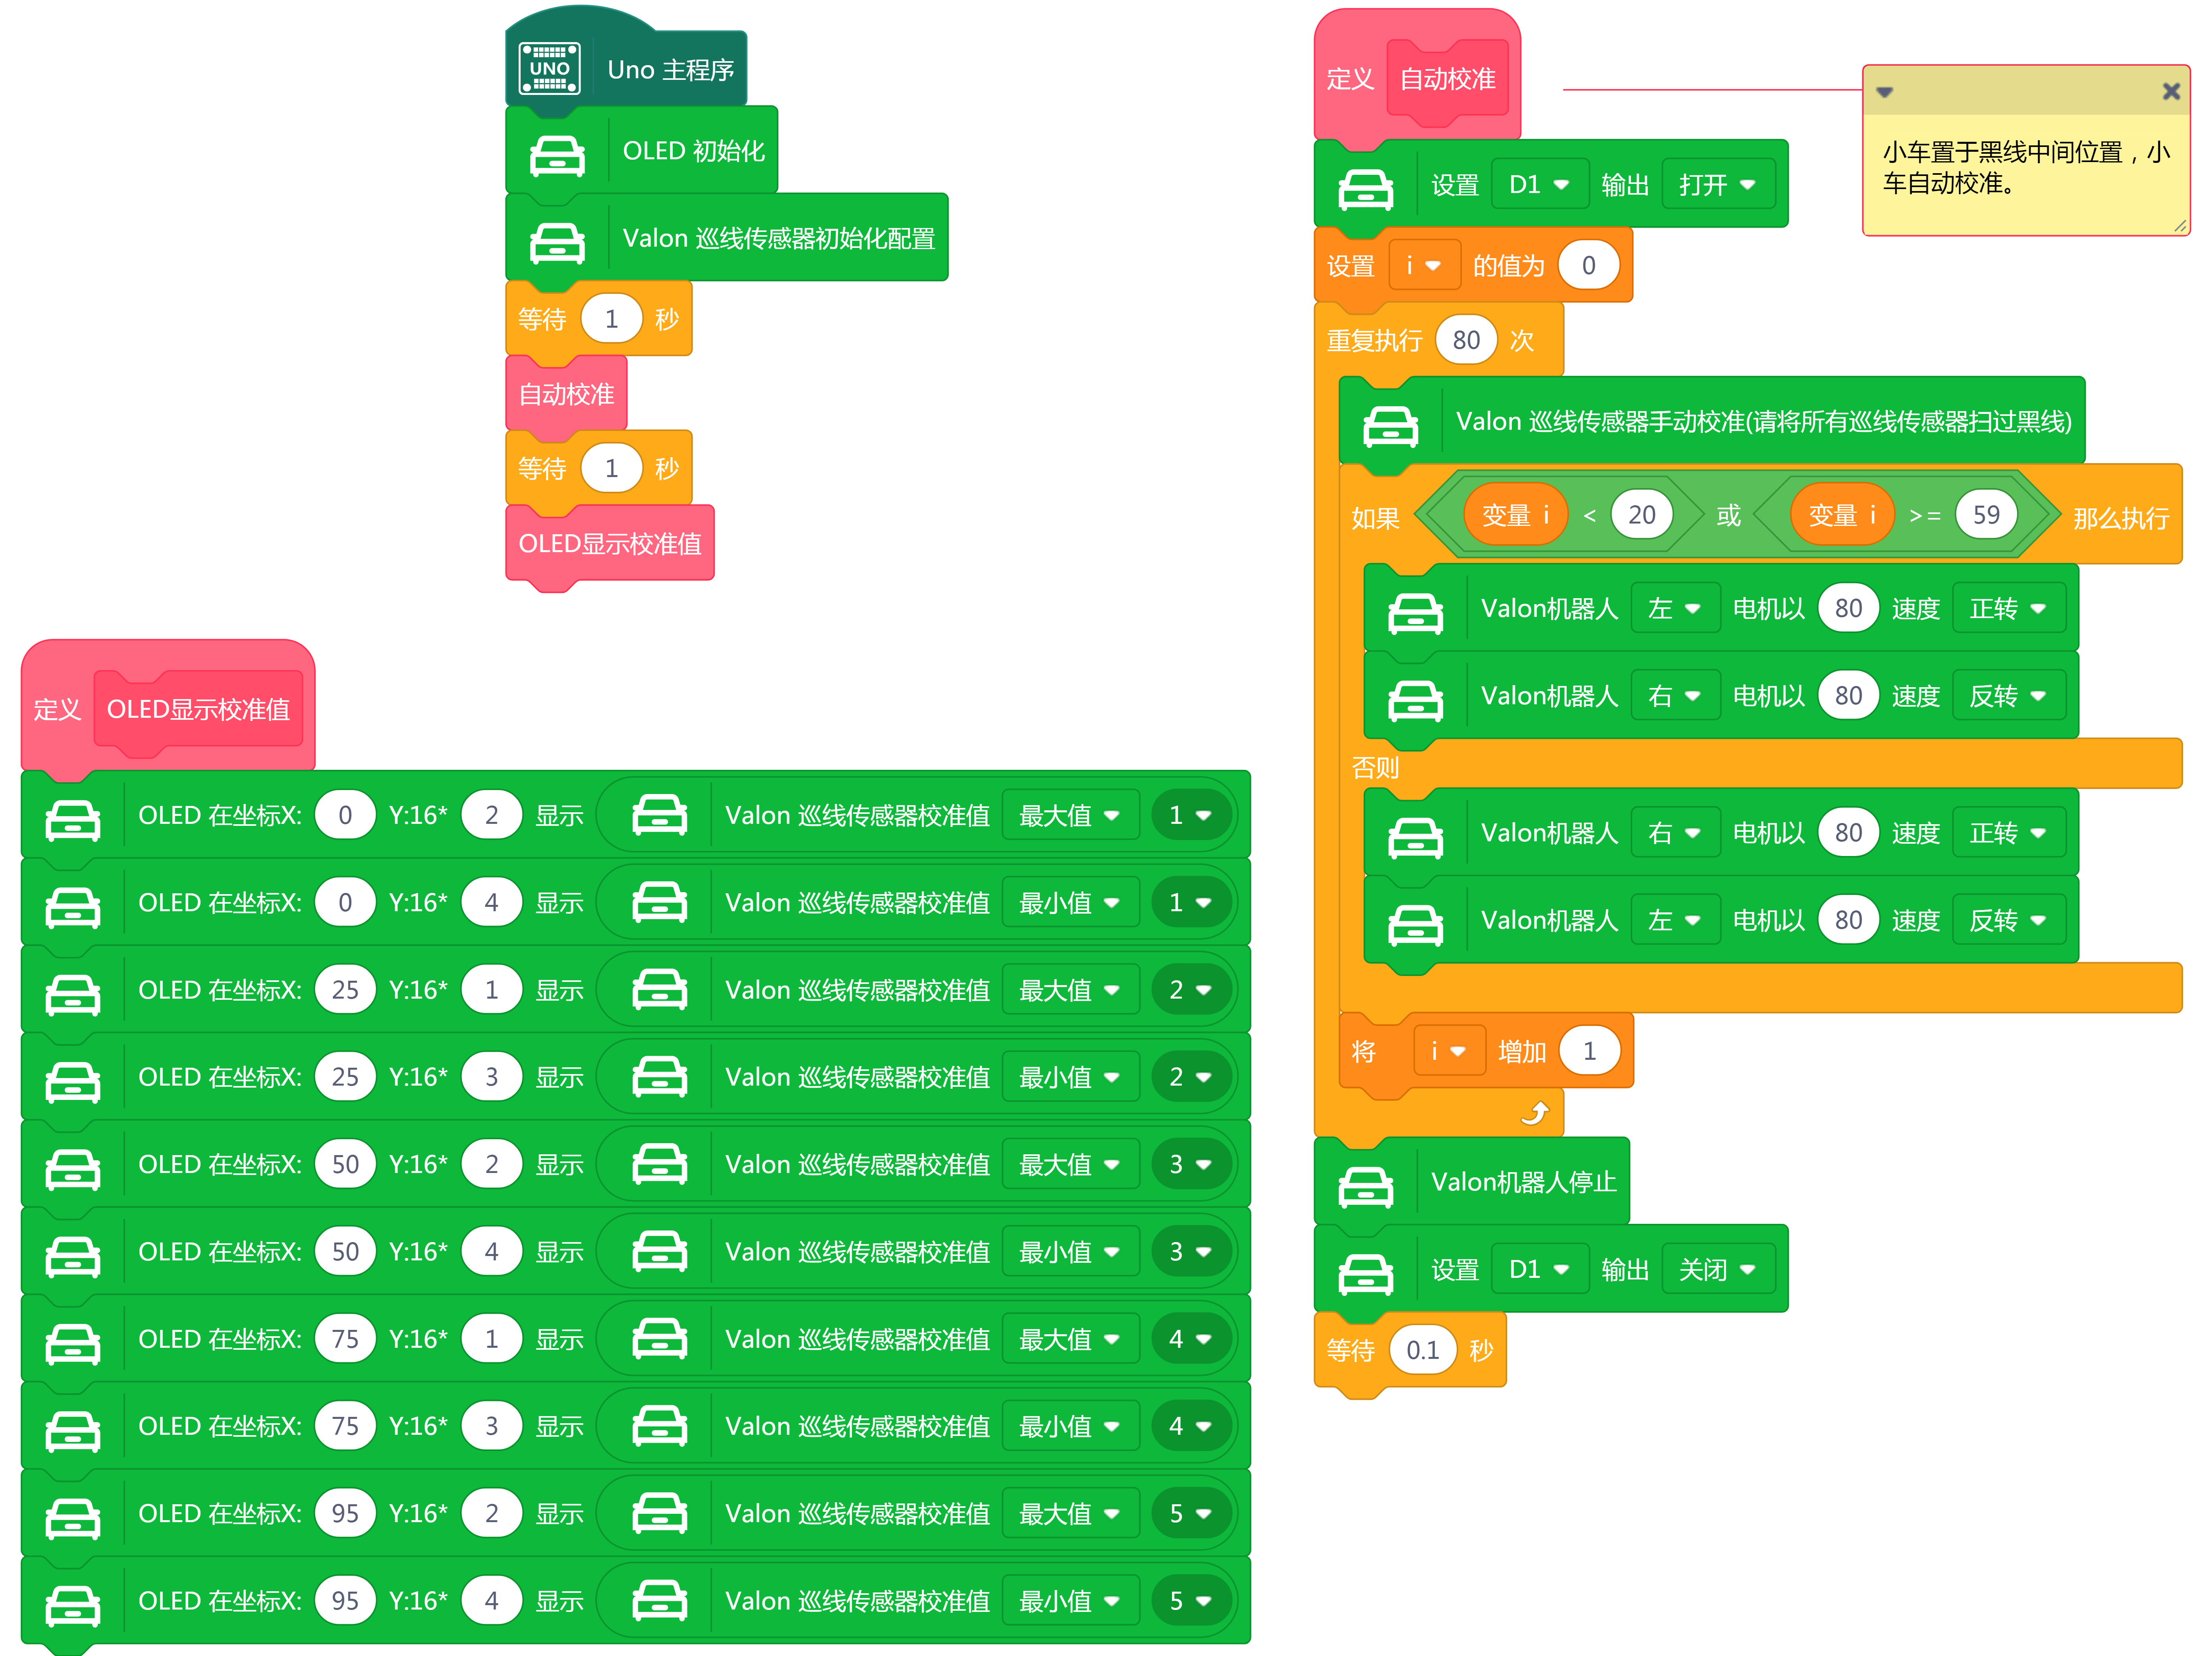 UNO Uno 主程序
OLED 初始化
Valon 巡线传感器初始化配置
等待 1 秒
自动校准
等待 1 秒
OLED显示校准值
定义 OLED显示校准值
OLED 在坐标X: 0 Y:16* 2 显示 Valon 巡线传感器校准值 最大值 1
OLED 在坐标X: 0 Y:16* 4 显示 Valon 巡线传感器校准值 最小值 1
OLED 在坐标X: 25 Y:16* 1 显示 Valon 巡线传感器校准值 最大值 2
OLED 在坐标X: 25 Y:16* 3 显示 Valon 巡线传感器校准值 最小值 2
OLED 在坐标X: 50 Y:16* 2 显示 Valon 巡线传感器校准值 最大值 3
OLED 在坐标X: 50 Y:16* 4 显示 Valon 巡线传感器校准值 最小值 3
OLED 在坐标X: 75 Y:16* 1 显示 Valon 巡线传感器校准值 最大值 4
OLED 在坐标X: 75 Y:16* 3 显示 Valon 巡线传感器校准值 最小值 4
OLED 在坐标X: 95 Y:16* 2 显示 Valon 巡线传感器校准值 最大值 5
OLED 在坐标X: 95 Y:16* 4 显示 Valon 巡线传感器校准值 最小值 5
定义 自动校准
设置 D1 输出 打开
设置 i 的值为 0
重复执行 80 次
Valon 巡线传感器手动校准(请将所有巡线传感器扫过黑线)
如果 变量 i < 20 或 变量 i >= 59 那么执行
Valon机器人 左 电机以 80 速度 正转
Valon机器人 右 电机以 80 速度 反转
否则
Valon机器人 右 电机以 80 速度 正转
Valon机器人 左 电机以 80 速度 反转
将 i 增加 1
Valon机器人停止
设置 D1 输出 关闭
等待 0.1 秒
小车置于黑线中间位置，小
车自动校准。